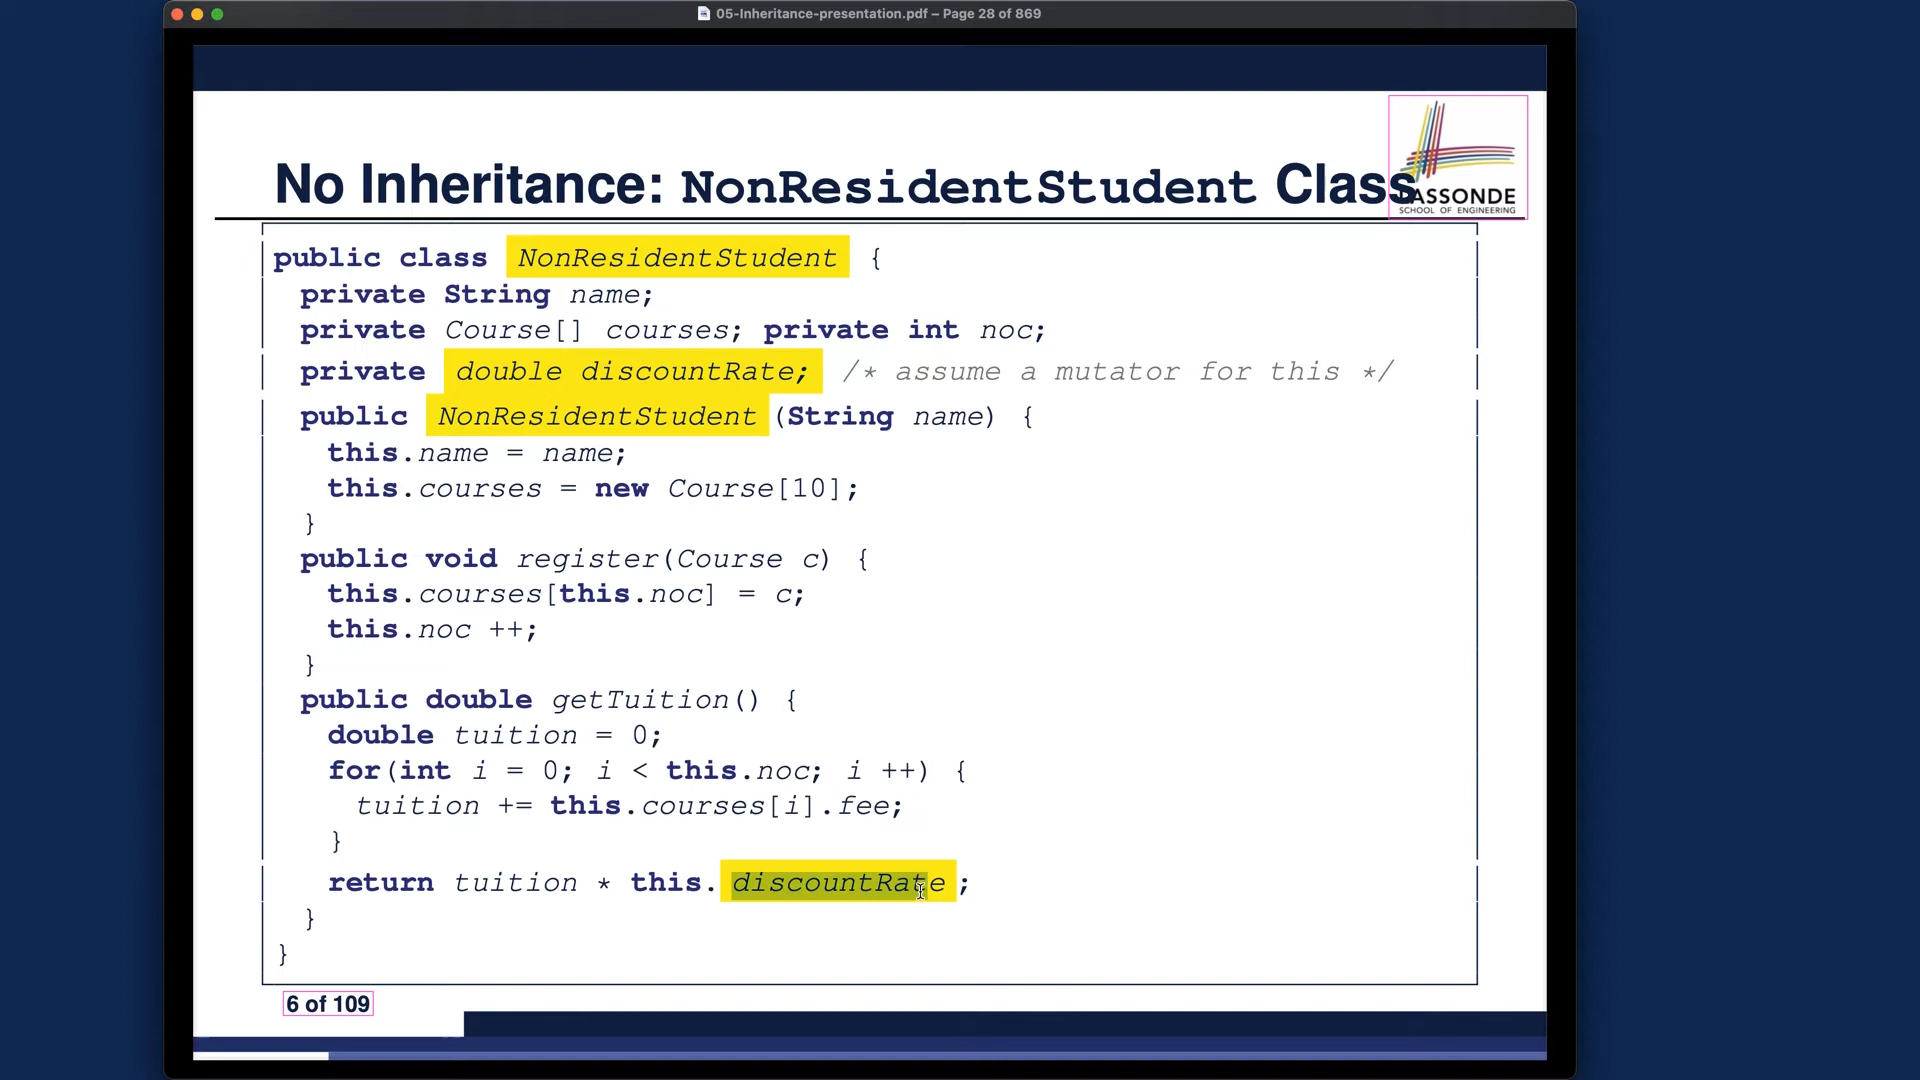 05-Inheritance-presentation.pdf – Page 28 of 869
No Inheritance: NonResidentStudent Class
LASSONDE
SCHOOL OF ENGINEERING
public class NonResidentStudent {
private String name;
private Course[] courses; private int noc;
private double discountRate; /* assume a mutator for this */
public NonResidentStudent (String name) {
this.name = name;
this.courses = new Course[10];
}
public void register(Course c) {
this.courses[this.noc] = c;
this.noc ++;
}
public double getTuition() {
double tuition = 0;
for(int i = 0; i < this.noc; i ++) {
tuition += this.courses[i].fee;
}
return tuition * this. discountRate ;
}
}
6 of 109